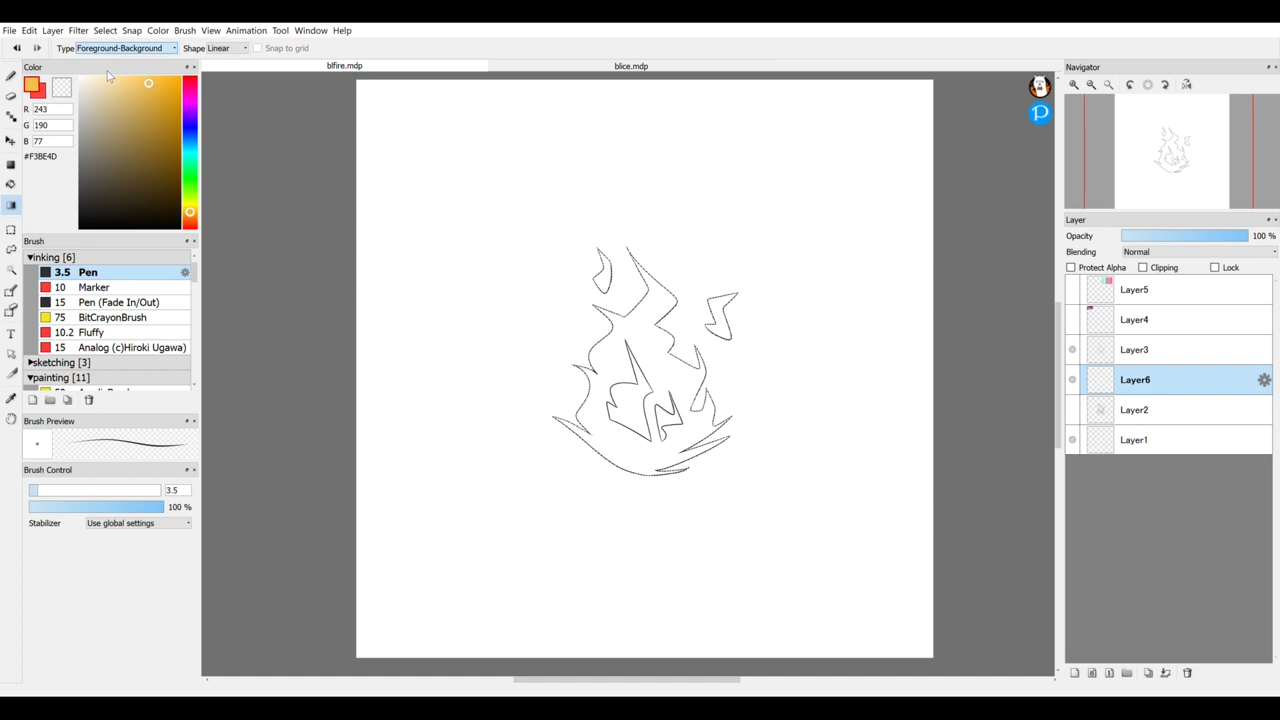 File Edit Layer Filter Select Snap Color Brush View Animation Tool Window Help
Type Foreground-Background Shape Linear Snap to grid
Color
blfire.mdp
blice.mdp
Navigator
R 243
G 190
B 77
#F3BE4D
Layer
Opacity 100 %
Blending Normal
Protect Alpha Clipping Lock
Layer5
Layer4
Layer3
Layer6
Layer2
Layer1
Brush
inking [6]
3.5 Pen
10 Marker
15 Pen (Fade In/Out)
75 BitCrayonBrush
10.2 Fluffy
15 Analog (c)Hiroki Ugawa)
sketching [3]
painting [11]
Brush Preview
Brush Control
3.5
100 %
Stabilizer Use global settings